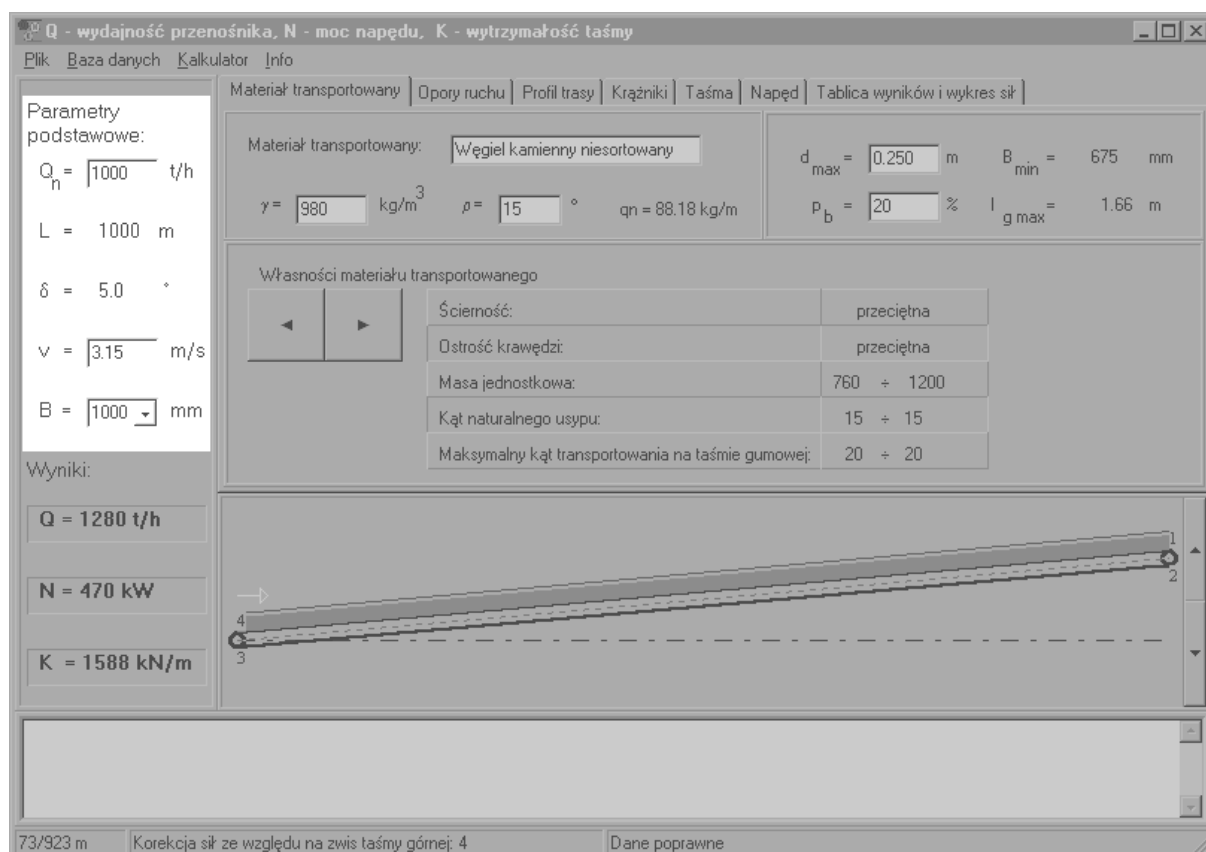 Q - wydajność przenośnika, N - moc napędu, K - wytrzymałość taśmy
Plik Baza danych Kalkulator Info
Materiał transportowany Opory ruchu Profil trasy Krążniki Taśma Napęd Tablica wyników i wykres sił
Parametry podstawowe:
Qn = 1000 t/h
L = 1000 m
δ = 5.0 °
v = 3.15 m/s
B = 1000 mm
Wyniki:
Q = 1280 t/h
N = 470 kW
K = 1588 kN/m
Materiał transportowany: Węgiel kamienny niesortowany
γ = 980 kg/m³ ρ = 15 ° qn = 88.18 kg/m
dmax = 0.250 m Bmin = 675 mm
pb = 20 % lg max = 1.66 m
Własności materiału transportowanego
Ścierność: przeciętna
Ostrość krawędzi: przeciętna
Masa jednostkowa: 760 ÷ 1200
Kąt naturalnego usypu: 15 ÷ 15
Maksymalny kąt transportowania na taśmie gumowej: 20 ÷ 20
1
2
4
3
73/923 m Korekcja sił ze względu na zwis taśmy górnej: 4 Dane poprawne